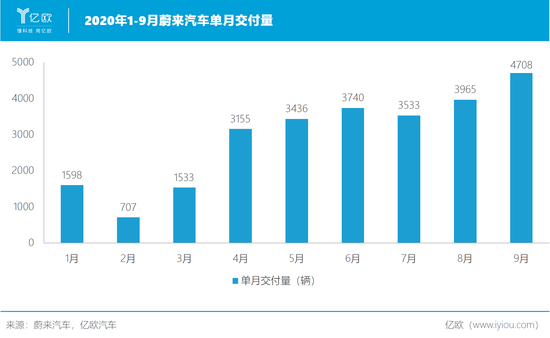 亿欧
懂科技 用亿欧
2020年1-9月蔚来汽车单月交付量
5000
4000
3000
2000
1000
0
1598
707
1533
3155
3436
3740
3533
3965
4708
1月 2月 3月 4月 5月 6月 7月 8月 9月
单月交付量（辆）
来源：蔚来汽车，亿欧汽车
亿欧（www.iyiou.com）